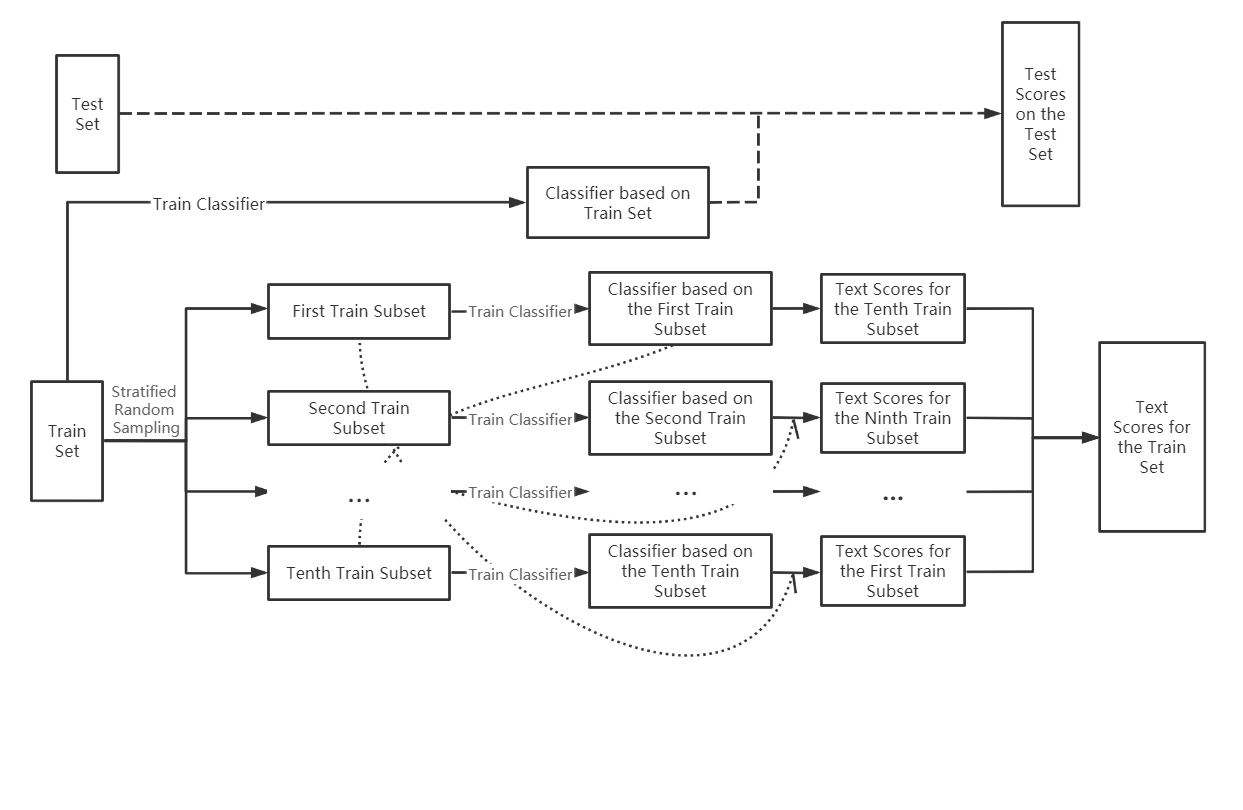 Test
Set
Test
Scores
on the
Test
Set
Train Classifier
Classifier based on
Train Set
Train
Set
Stratified
Random
Sampling
First Train Subset
Train Classifier
Classifier based on
the First Train
Subset
Text Scores for
the Tenth Train
Subset
Second Train
Subset
Train Classifier
Classifier based on
the Second Train
Subset
Text Scores for
the Ninth Train
Subset
...
Train Classifier
...
...
Tenth Train Subset
Train Classifier
Classifier based on
the Tenth Train
Subset
Text Scores for
the First Train
Subset
Text
Scores for
the Train
Set